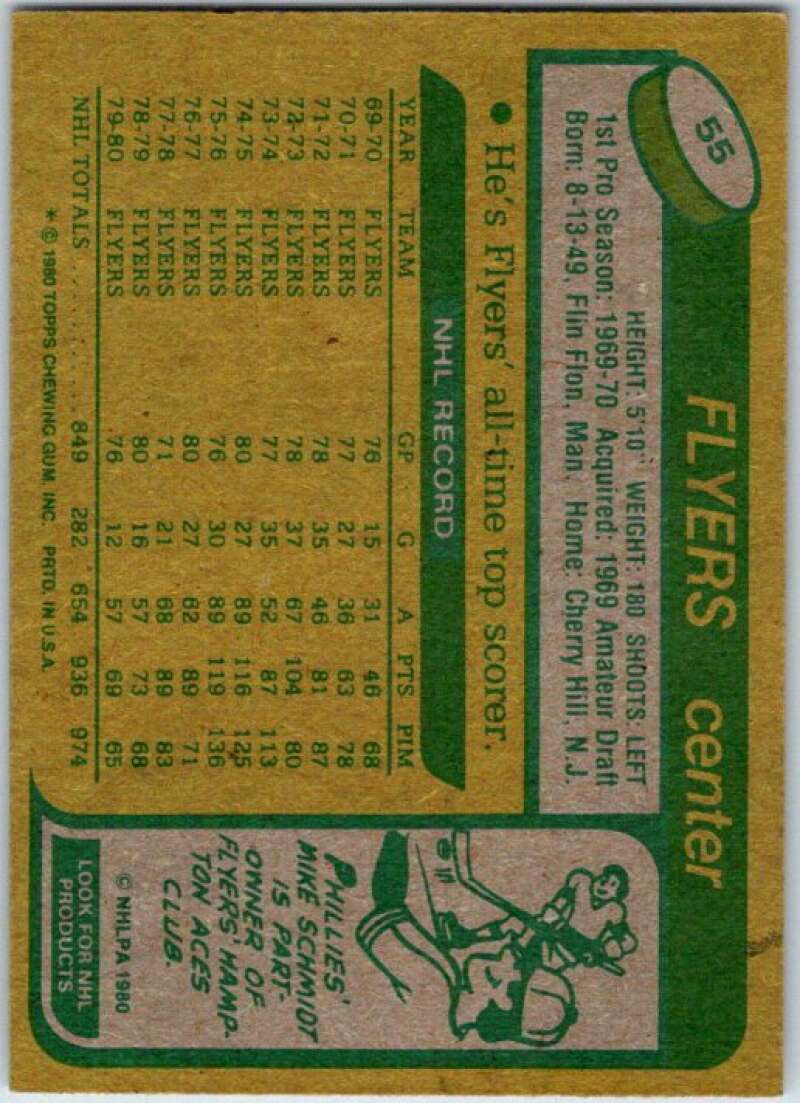 55
FLYERS center
HEIGHT: 5'10" WEIGHT: 180 SHOOTS: LEFT
1st Pro Season: 1969-70 Acquired: 1969 Amateur Draft
Born: 8-13-49, Flin Flon, Man. Home: Cherry Hill, N.J.
● He's Flyers' all-time top scorer.
NHL RECORD
YEAR TEAM GP G A PTS PIM
69-70 FLYERS 76 15 31 46 68
70-71 FLYERS 77 27 36 63 78
71-72 FLYERS 78 35 46 81 87
72-73 FLYERS 78 37 67 104 80
73-74 FLYERS 77 35 52 87 113
74-75 FLYERS 80 27 89 116 125
75-76 FLYERS 76 30 89 119 136
76-77 FLYERS 80 27 62 89 71
77-78 FLYERS 71 21 68 89 83
78-79 FLYERS 80 16 57 73 68
79-80 FLYERS 76 12 57 69 65
NHL TOTALS .......... 849 282 654 936 974
* © 1980 TOPPS CHEWING GUM, INC. PRTD. IN U.S.A.
PHILLIES'
MIKE SCHMIDT
IS PART-
OWNER OF
FLYERS' HAMP-
TON ACES
CLUB.
© NHLPA 1980
LOOK FOR NHL
PRODUCTS